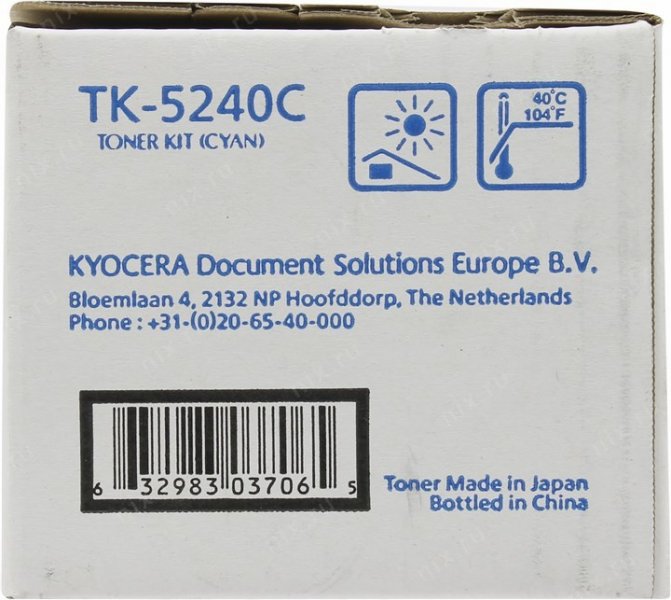 TK-5240C
TONER KIT (CYAN)
40°C
104°F
KYOCERA Document Solutions Europe B.V.
Bloemlaan 4, 2132 NP Hoofddorp, The Netherlands
Phone : +31-(0)20-65-40-000
6 32983 03706 5
Toner Made in Japan
Bottled in China